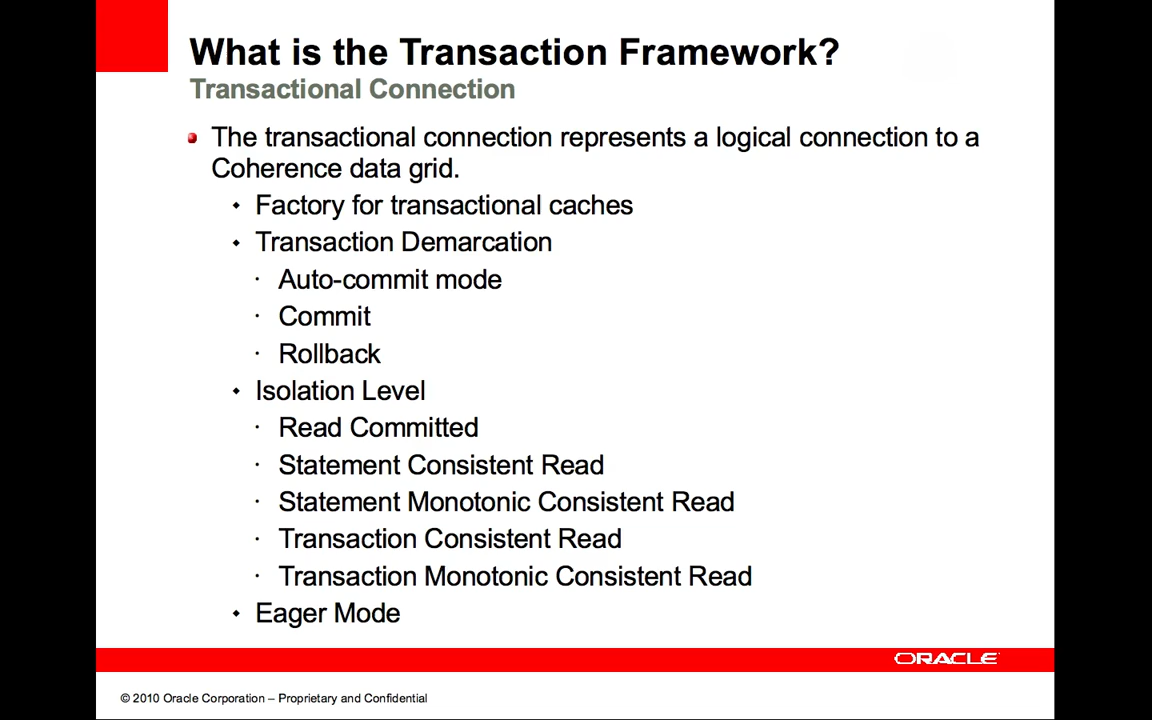 What is the Transaction Framework?
Transactional Connection
The transactional connection represents a logical connection to a
Coherence data grid.
Factory for transactional caches
Transaction Demarcation
Auto-commit mode
Commit
Rollback
Isolation Level
Read Committed
Statement Consistent Read
Statement Monotonic Consistent Read
Transaction Consistent Read
Transaction Monotonic Consistent Read
Eager Mode
ORACLE
© 2010 Oracle Corporation – Proprietary and Confidential